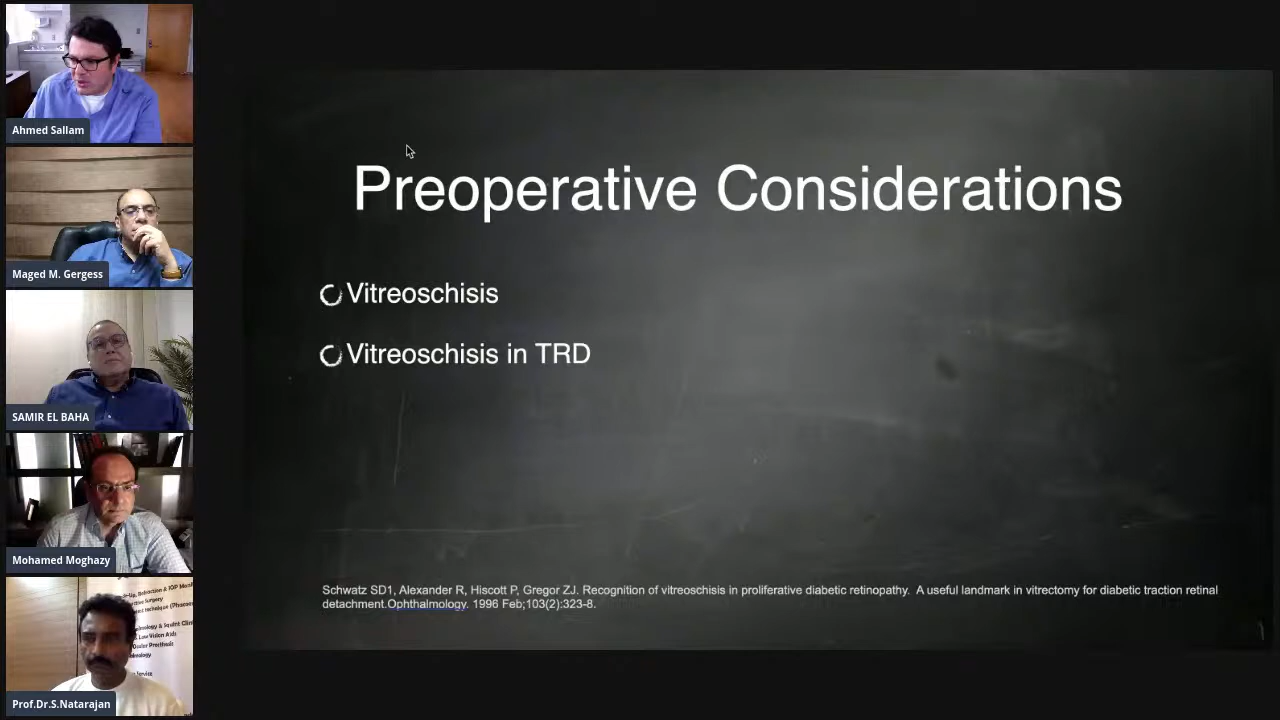 Ahmed Sallam
Maged M. Gergess
SAMIR EL BAHA
Mohamed Moghazy
Prof.Dr.S.Natarajan
Preoperative Considerations
Vitreoschisis
Vitreoschisis in TRD
Schwatz SD1, Alexander R, Hiscott P, Gregor ZJ. Recognition of vitreoschisis in proliferative diabetic retinopathy. A useful landmark in vitrectomy for diabetic traction retinal
detachment.Ophthalmology. 1996 Feb;103(2):323-8.